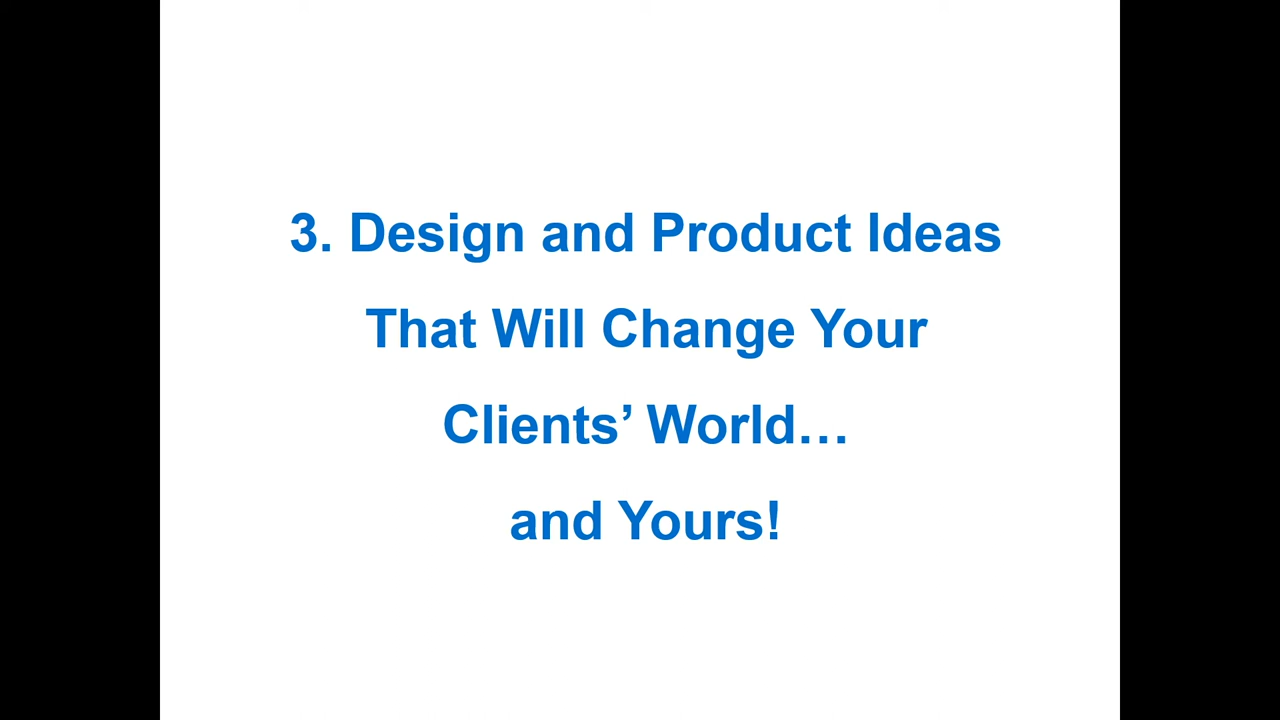 3. Design and Product Ideas
That Will Change Your
Clients’ World…
and Yours!